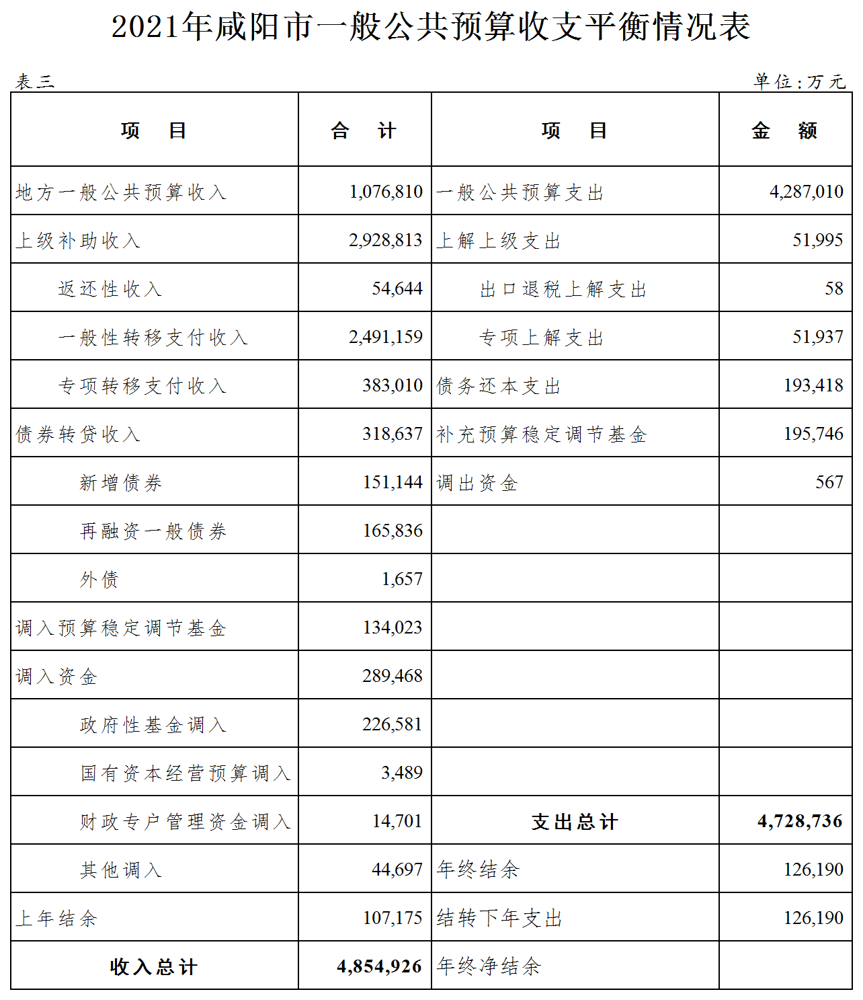 2021年咸阳市一般公共预算收支平衡情况表
表三 单位:万元
项 目 合 计 项 目 金 额
地方一般公共预算收入 1,076,810 一般公共预算支出 4,287,010
上级补助收入 2,928,813 上解上级支出 51,995
返还性收入 54,644 出口退税上解支出 58
一般性转移支付收入 2,491,159 专项上解支出 51,937
专项转移支付收入 383,010 债务还本支出 193,418
债券转贷收入 318,637 补充预算稳定调节基金 195,746
新增债券 151,144 调出资金 567
再融资一般债券 165,836
外债 1,657
调入预算稳定调节基金 134,023
调入资金 289,468
政府性基金调入 226,581
国有资本经营预算调入 3,489
财政专户管理资金调入 14,701 支出总计 4,728,736
其他调入 44,697 年终结余 126,190
上年结余 107,175 结转下年支出 126,190
收入总计 4,854,926 年终净结余